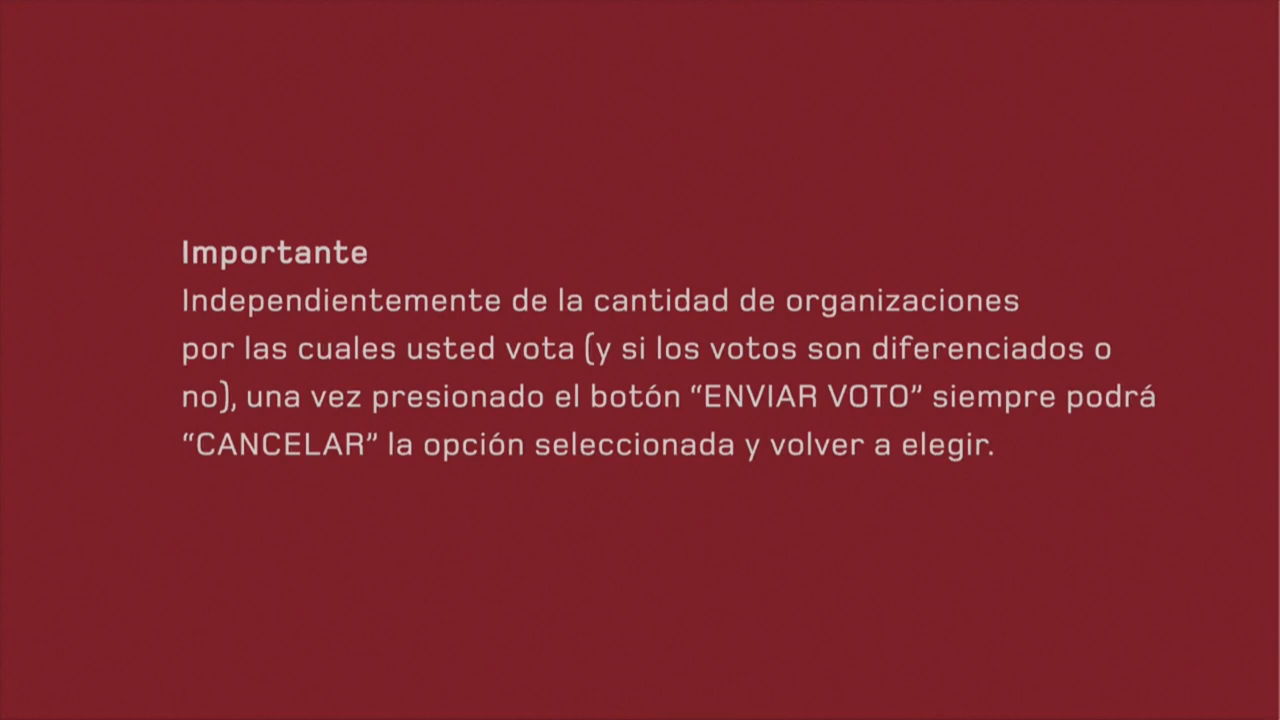 Importante
Independientemente de la cantidad de organizaciones
por las cuales usted vota (y si los votos son diferenciados o
no), una vez presionado el botón “ENVIAR VOTO” siempre podrá
“CANCELAR” la opción seleccionada y volver a elegir.